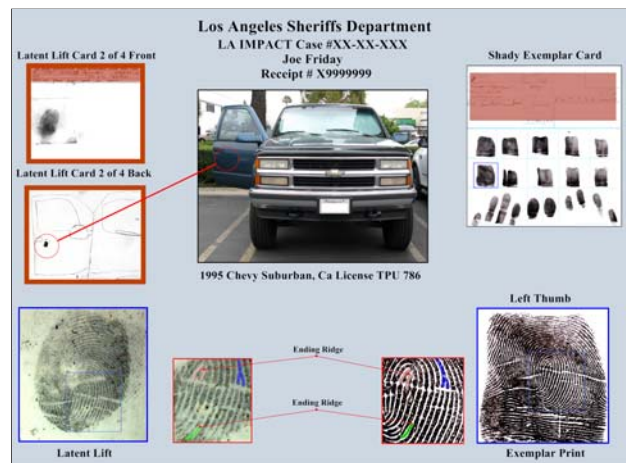 Los Angeles Sheriffs Department
LA IMPACT Case #XX-XX-XXX
Joe Friday
Receipt # X9999999
Latent Lift Card 2 of 4 Front
Shady Exemplar Card
Latent Lift Card 2 of 4 Back
1995 Chevy Suburban, Ca License TPU 786
Left Thumb
Ending Ridge
Ending Ridge
Latent Lift
Exemplar Print